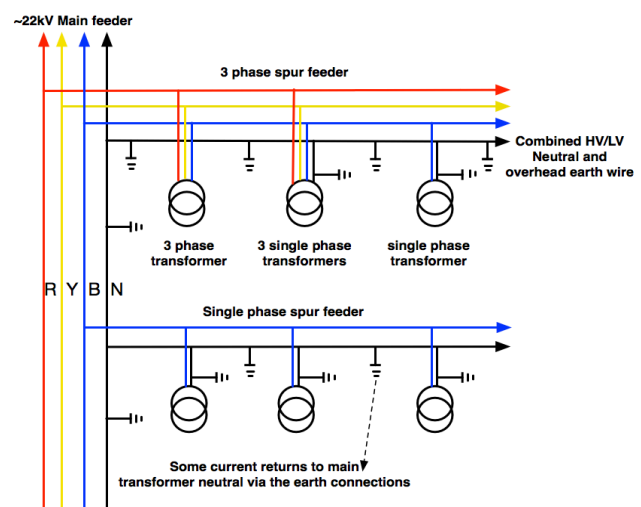 ~22kV Main feeder
3 phase spur feeder
Combined HV/LV
Neutral and
overhead earth wire
3 phase
transformer
3 single phase
transformers
single phase
transformer
R Y B N
Single phase spur feeder
Some current returns to main
transformer neutral via the earth connections